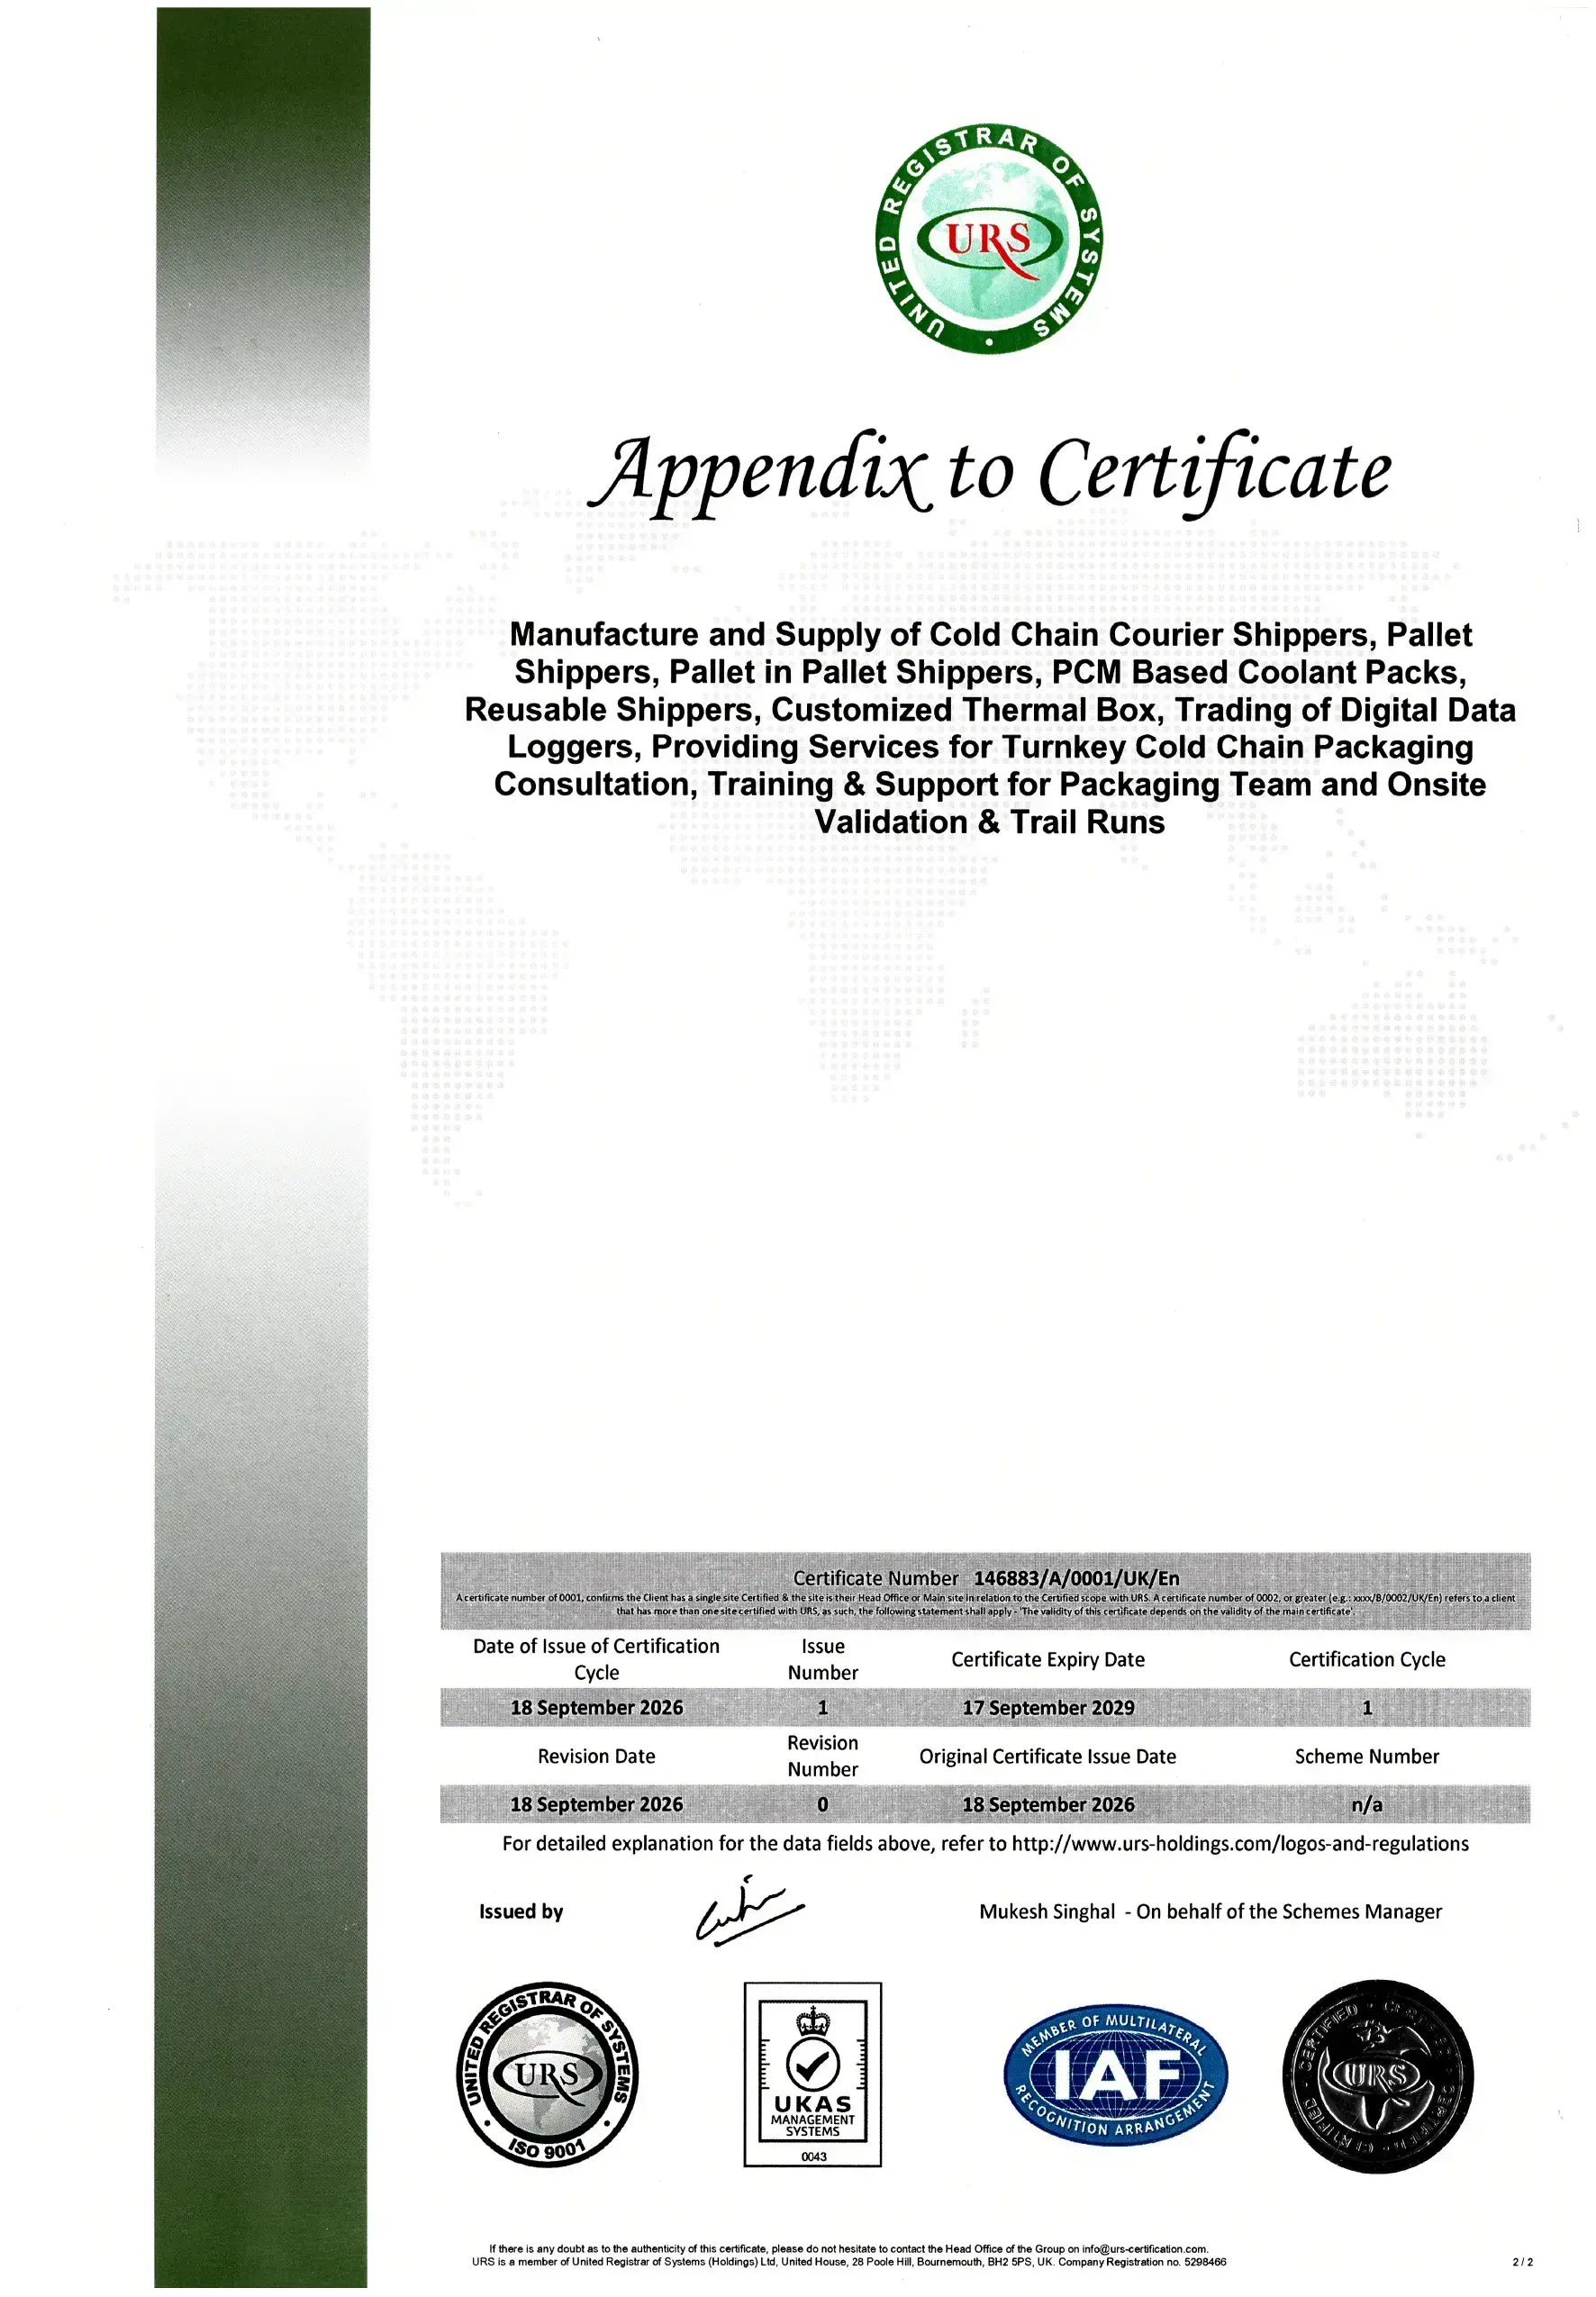 UNITED REGISTRAR OF SYSTEMS
URS
Appendix to Certificate
Manufacture and Supply of Cold Chain Courier Shippers, Pallet
Shippers, Pallet in Pallet Shippers, PCM Based Coolant Packs,
Reusable Shippers, Customized Thermal Box, Trading of Digital Data
Loggers, Providing Services for Turnkey Cold Chain Packaging
Consultation, Training & Support for Packaging Team and Onsite
Validation & Trail Runs
Certificate Number 146883/A/0001/UK/En
A certificate number of 0001, confirms the Client has a single site Certified & the site is their Head Office or Main site in relation to the Certified scope with URS. A certificate number of 0002, or greater (e.g.: xxxx/B/0002/UK/En) refers to a client
that has more than one site certified with URS, as such, the following statement shall apply - 'The validity of this certificate depends on the validity of the main certificate'.
Date of Issue of Certification Cycle
Issue Number
Certificate Expiry Date
Certification Cycle
18 September 2026 1 17 September 2029 1
Revision Date
Revision Number
Original Certificate Issue Date
Scheme Number
18 September 2026 0 18 September 2026 n/a
For detailed explanation for the data fields above, refer to http://www.urs-holdings.com/logos-and-regulations
Issued by
Mukesh Singhal - On behalf of the Schemes Manager
UNITED REGISTRAR OF SYSTEMS
URS
ISO 9001
UKAS
MANAGEMENT
SYSTEMS
0043
MEMBER OF MULTILATERAL
IAF
RECOGNITION ARRANGEMENT
CERTIFIED
URS
If there is any doubt as to the authenticity of this certificate, please do not hesitate to contact the Head Office of the Group on info@urs-certification.com.
URS is a member of United Registrar of Systems (Holdings) Ltd, United House, 28 Poole Hill, Bournemouth, BH2 5PS, UK. Company Registration no. 5298466
2 / 2